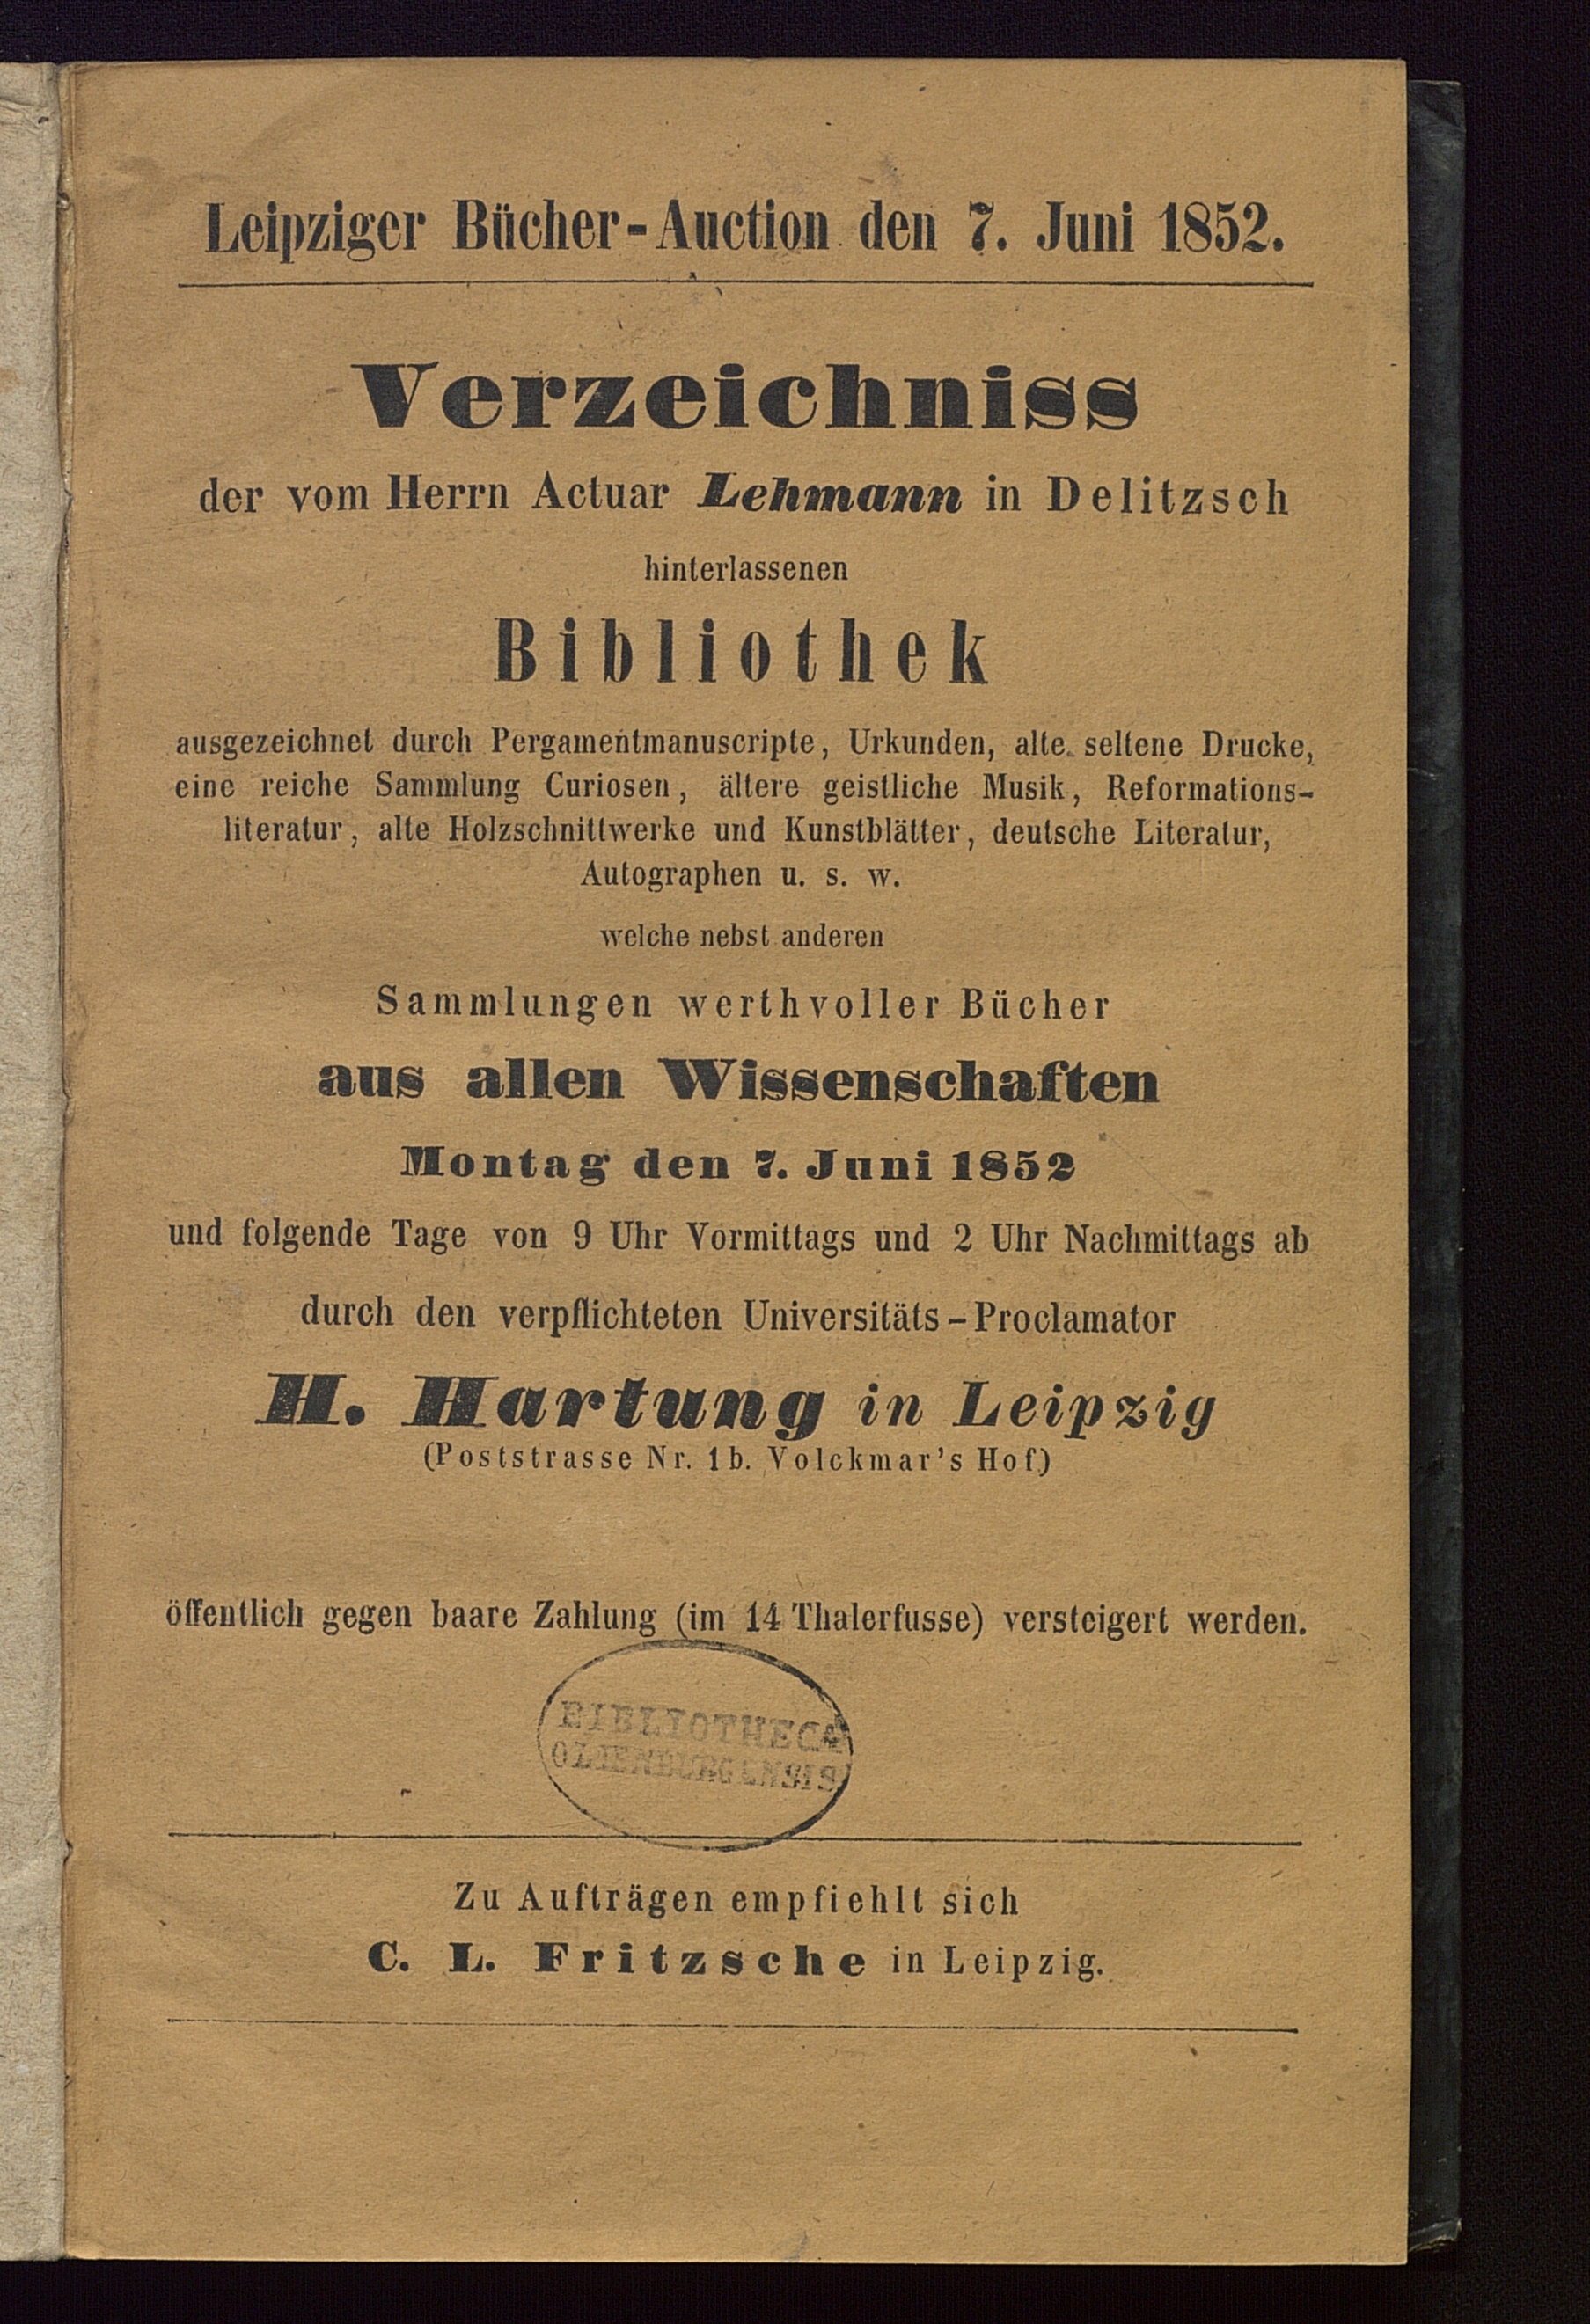 Leipziger Bücher-Auction den 7. Juni 1852.
Verzeichniss
der vom Herrn Actuar Lehmann in Delitzsch
hinterlassenen
Bibliothek
ausgezeichnet durch Pergamentmanuscripte, Urkunden, alte seltene Drucke,
eine reiche Sammlung Curiosen, ältere geistliche Musik, Reformations-
literatur, alte Holzschnittwerke und Kunstblätter, deutsche Literatur,
Autographen u. s. w.
welche nebst anderen
Sammlungen werthvoller Bücher
aus allen Wissenschaften
Montag den 7. Juni 1852
und folgende Tage von 9 Uhr Vormittags und 2 Uhr Nachmittags ab
durch den verpflichteten Universitäts-Proclamator
H. Hartung in Leipzig
(Poststrasse Nr. 1b. Volckmar's Hof)
öffentlich gegen baare Zahlung (im 14 Thalerfusse) versteigert werden.
BIBLIOTHECA
OLDENBURGENSIS
Zu Aufträgen empfiehlt sich
C. L. Fritzsche in Leipzig.